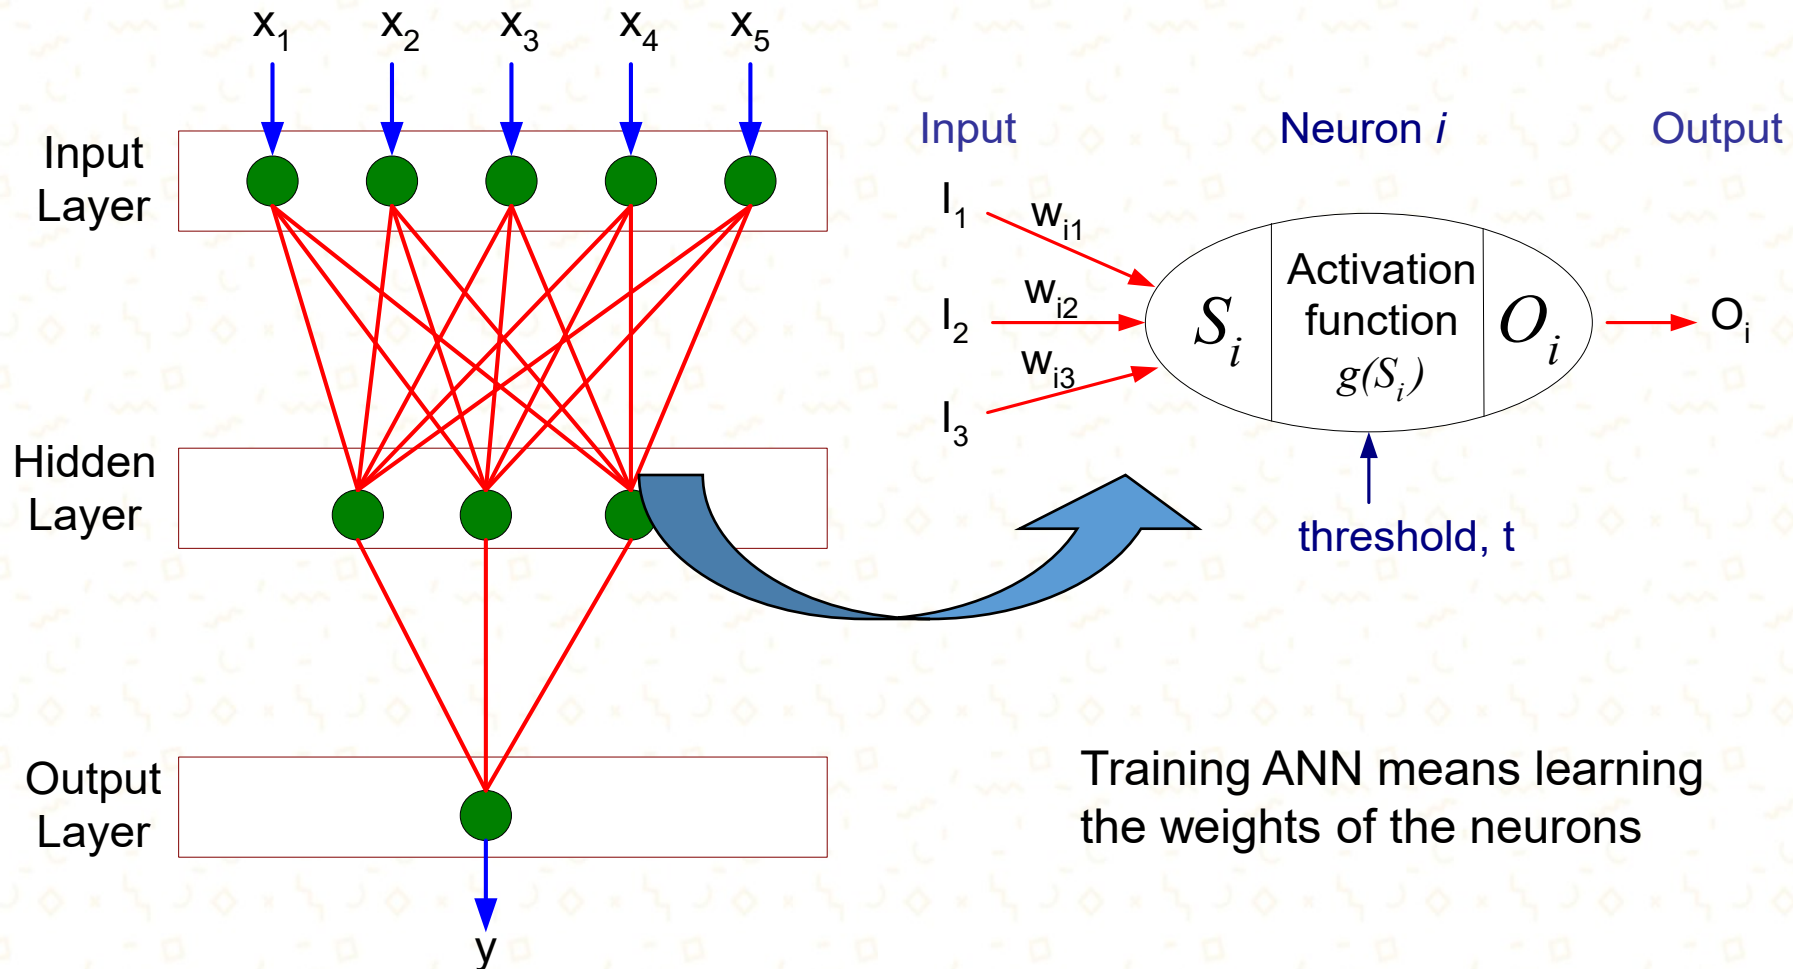 x₁ x₂ x₃ x₄ x₅
Input
Layer
Hidden
Layer
Output
Layer
y
Input Neuron i Output
I₁ wᵢ₁
I₂ wᵢ₂
I₃ wᵢ₃
Sᵢ
Activation
function
g(Sᵢ)
Oᵢ
Oᵢ
threshold, t
Training ANN means learning
the weights of the neurons